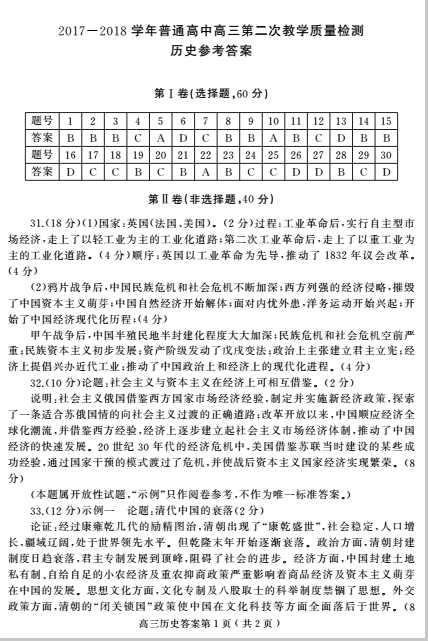 2017－2018 学年普通高中高三第二次教学质量检测
历史参考答案
第Ⅰ卷(选择题,60 分)
题号 1 2 3 4 5 6 7 8 9 10 11 12 13 14 15
答案 B B B C A D C B B A B C D B B
题号 16 17 18 19 20 21 22 23 24 25 26 27 28 29 30
答案 D C C B C B A B C C D D B C D
第Ⅱ卷(非选择题,40 分)
31.(18 分)(1)国家:英国(法国、美国)。(2 分)过程:工业革命后,实行自主型市
场经济,走上了以轻工业为主的工业化道路;第二次工业革命后,走上了以重工业为
主的工业化道路。(4 分)顺序:英国以工业革命为先导,推动了 1832 年议会改革。
(4 分)
(2)鸦片战争后,中国民族危机和社会危机不断加深;西方列强的经济侵略,摧毁
了中国资本主义萌芽;中国自然经济开始解体;面对内忧外患,洋务运动开始兴起;开
始了中国经济现代化历程;(4 分)
甲午战争后,中国半殖民地半封建化程度大大加深;民族危机和社会危机空前严
重;民族资本主义初步发展;资产阶级发动了戊戌变法;政治上主张建立君主立宪;经
济上提倡兴办近代工业;推动了中国政治上和经济上的现代化进程。(4 分)
32.(10 分)论题:社会主义与资本主义在经济上可相互借鉴。(2 分)
说明:社会主义俄国借鉴西方国家市场经济经验,制定并实施新经济政策,探索
了一条适合苏俄国情的向社会主义过渡的正确道路;改革开放以来,中国顺应经济全
球化潮流,并借鉴西方经验,经济上逐步建立起社会主义市场经济体制,推动了中国
经济的快速发展。20 世纪 30 年代的经济危机中,美国借鉴苏联当时建设的某些成
功经验,通过国家干预的模式渡过了危机,并使战后资本主义国家经济实现繁荣。(8
分)
(本题属开放性试题,“示例”只作阅卷参考,不作为唯一标准答案。)
33.(12 分)示例一　论题:清代中国的衰落(2 分)
论证:经过康雍乾几代的励精图治,清朝出现了“康乾盛世”,社会稳定,人口增
长,疆域辽阔,处于世界领先水平。但乾隆末年开始逐渐衰落。政治方面,清朝封建
制度日趋衰落,君主专制发展到顶峰,阻碍了社会的进步。经济方面,中国封建土地
私有制、自给自足的小农经济及重农抑商政策严重影响着商品经济及资本主义萌芽
在中国的发展。思想文化方面,文化专制及八股取士的科举制度禁锢了思想。外交
政策方面,清朝的“闭关锁国”政策使中国在文化科技等方面全面落后于世界。(8
高三历史答案第 1 页(共 2 页)